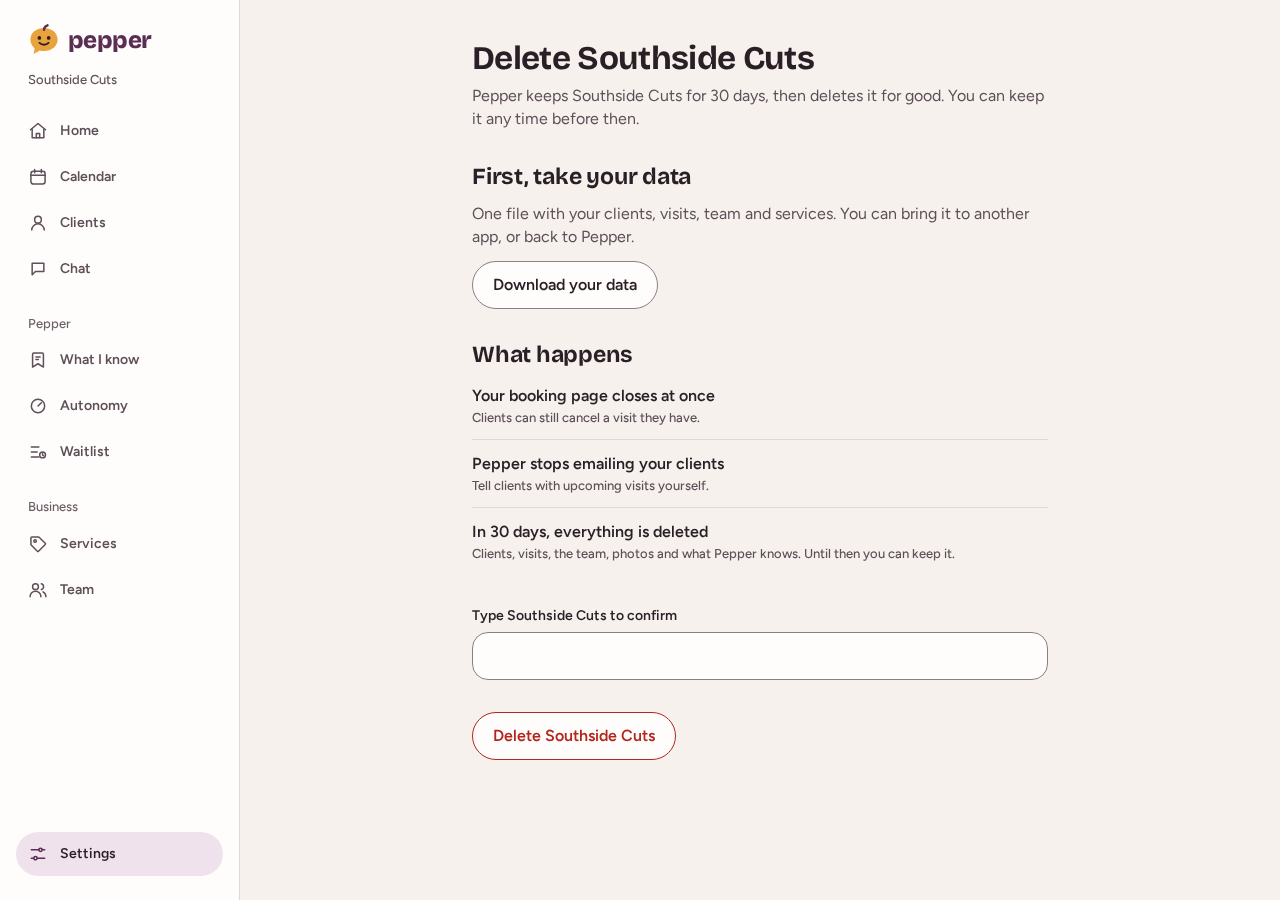 pepper
Southside Cuts
Home
Calendar
Clients
Chat
Pepper
What I know
Autonomy
Waitlist
Business
Services
Team
Settings
Delete Southside Cuts
Pepper keeps Southside Cuts for 30 days, then deletes it for good. You can keep
it any time before then.
First, take your data
One file with your clients, visits, team and services. You can bring it to another
app, or back to Pepper.
Download your data
What happens
Your booking page closes at once
Clients can still cancel a visit they have.
Pepper stops emailing your clients
Tell clients with upcoming visits yourself.
In 30 days, everything is deleted
Clients, visits, the team, photos and what Pepper knows. Until then you can keep it.
Type Southside Cuts to confirm
Delete Southside Cuts